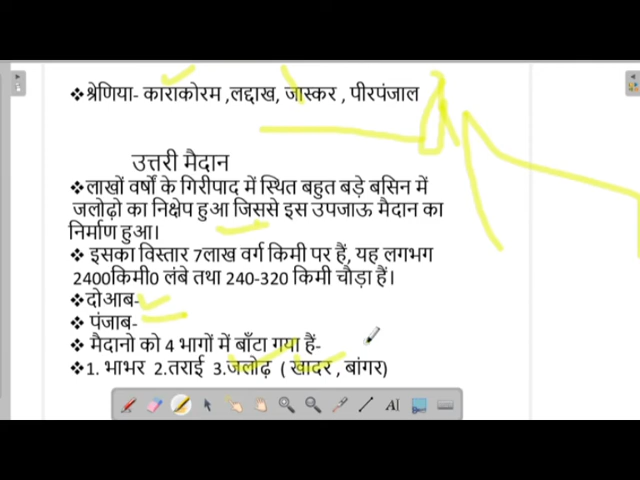 ❖श्रेणिया- काराकोरम ,लद्दाख, जास्कर , पीरपंजाल
उत्तरी मैदान
❖लाखों वर्षों के गिरीपाद में स्थित बहुत बड़े बसिन में
जलोढ़ो का निक्षेप हुआ जिससे इस उपजाऊ मैदान का
निर्माण हुआ।
❖ इसका विस्तार 7लाख वर्ग किमी पर हैं, यह लगभग
2400किमी0 लंबे तथा 240-320 किमी चौड़ा हैं।
❖दोआब-
❖ पंजाब-
❖ मैदानो को 4 भागों में बाँटा गया हैं-
❖ 1. भाभर 2.तराई 3.जलोढ़ ( खादर , बांगर)
AI